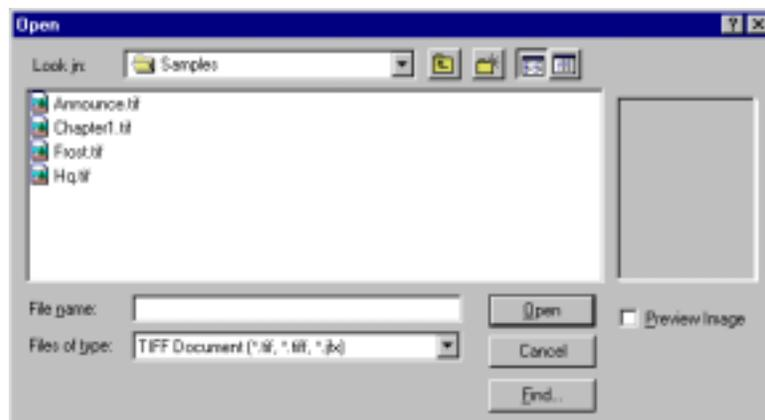 Open
Look in:
Samples
Announce.tif
Chapter1.tif
Frost.tif
Hq.tif
File name:
Open
Preview Image
Files of type:
TIFF Document (*.tif, *.tiff, *.jfx)
Cancel
Find...